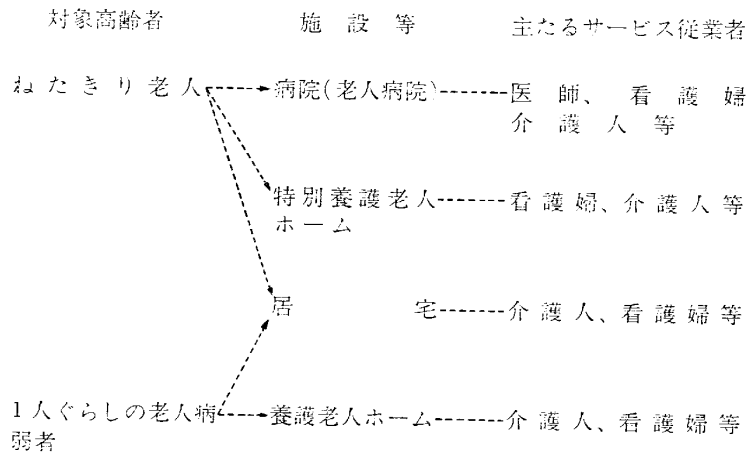 対象高齢者 施設等 主たるサービス従業者
ねたきり老人 病院(老人病院) 医師、看護婦
介護人等
特別養護老人 看護婦、介護人等
ホーム
居宅 介護人、看護婦等
1人ぐらしの老人病 養護老人ホーム 介護人、看護婦等
弱者